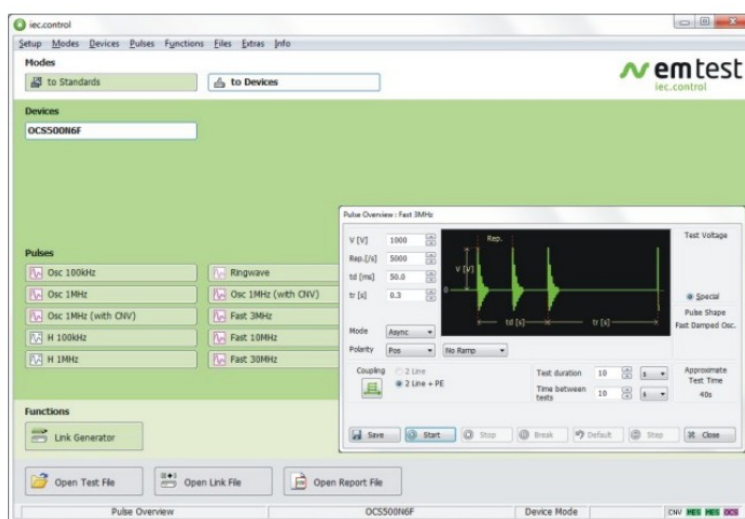 iec.control
Setup Modes Devices Pulses Functions Files Extras Info
Modes
to Standards
to Devices
emtest
iec.control
Devices
OCS500N6F
Pulses
Osc 100kHz
Ringwave
Osc 1MHz
Osc 1MHz (with CNV)
Osc 1MHz (with CNV)
Fast 3MHz
H 100kHz
Fast 10MHz
H 1MHz
Fast 30MHz
Pulse Overview : Fast 3MHz
V [V] 1000
Rep.[/s] 5000
td [ms] 50.0
tr [s] 0.3
Mode Async
Polarity Pos No Ramp
Rep.
V [V]
0
td [s] tr [s]
Test Voltage
Special
Pulse Shape
Fast Damped Osc.
Coupling 2 Line
2 Line + PE
Test duration 10 s
Time between tests 10 s
Approximate
Test Time
40s
Save Start Stop Break Default Step Close
Functions
Link Generator
Open Test File Open Link File Open Report File
Pulse Overview OCS500N6F Device Mode CNV MES MES OCS